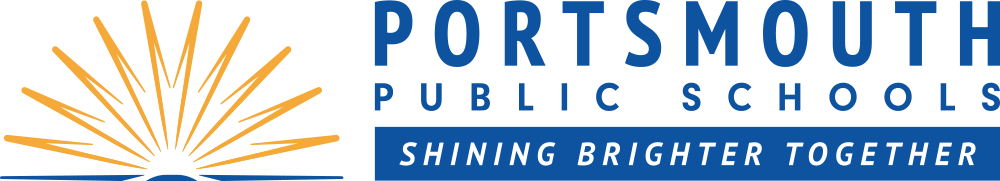 PORTSMOUTH
PUBLIC SCHOOLS
SHINING BRIGHTER TOGETHER